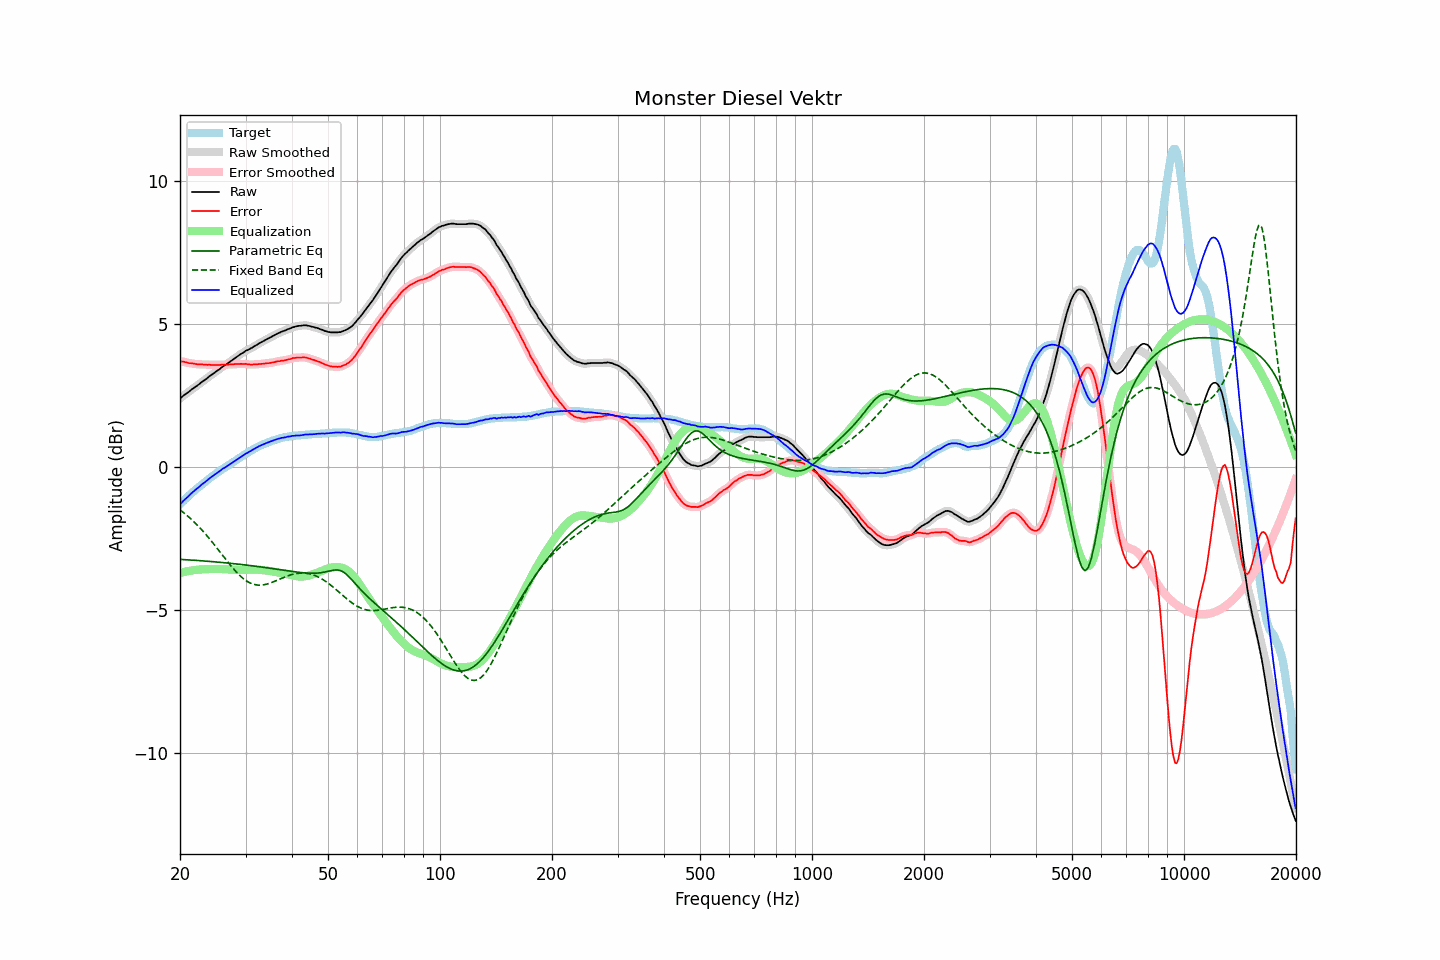 Monster Diesel Vektr
Target
Raw Smoothed
Error Smoothed
Raw
Error
Equalization
Parametric Eq
Fixed Band Eq
Equalized
10
5
0
−5
−10
Amplitude (dBr)
20
50
100
200
500
1000
2000
5000
10000
20000
Frequency (Hz)